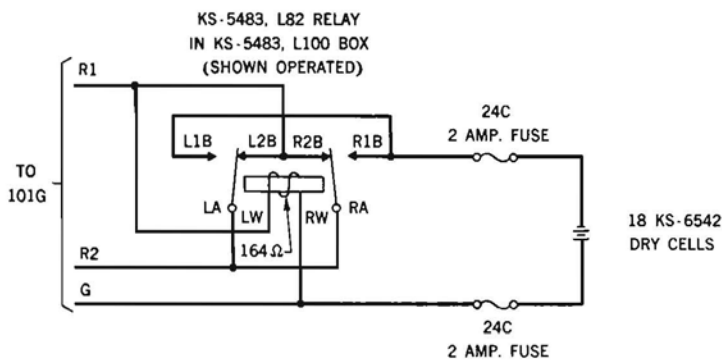 KS-5483, L82 RELAY
IN KS-5483, L100 BOX
(SHOWN OPERATED)
R1
24C
2 AMP. FUSE
L1B L2B R2B R1B
TO
101G
LA LW RW RA
164Ω
18 KS-6542
DRY CELLS
R2
G
24C
2 AMP. FUSE